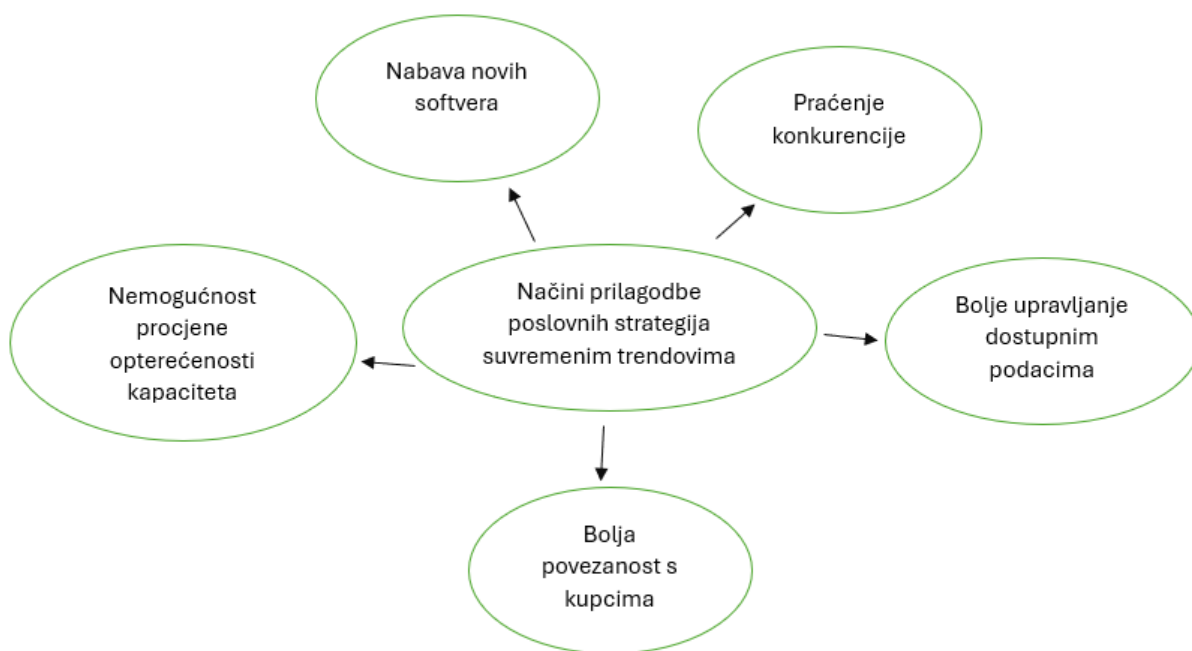 Nabava novih
softvera
Praćenje
konkurencije
Nemogućnost
procjene
opterećenosti
kapaciteta
Načini prilagodbe
poslovnih strategija
suvremenim trendovima
Bolje upravljanje
dostupnim
podacima
Bolja
povezanost s
kupcima